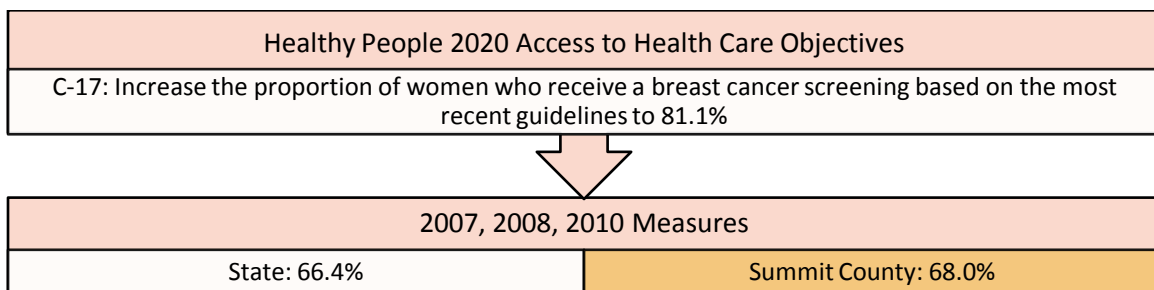 Healthy People 2020 Access to Health Care Objectives
C-17: Increase the proportion of women who receive a breast cancer screening based on the most
recent guidelines to 81.1%
2007, 2008, 2010 Measures
State: 66.4%
Summit County: 68.0%